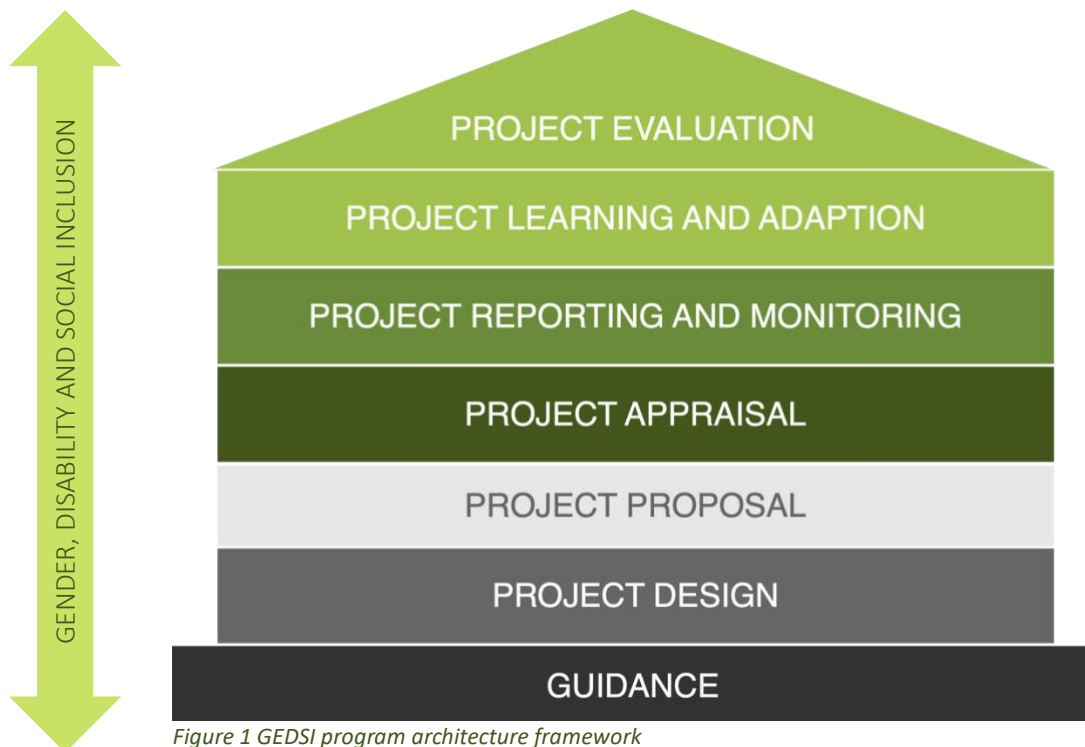 GENDER, DISABILITY AND SOCIAL INCLUSION
PROJECT EVALUATION
PROJECT LEARNING AND ADAPTION
PROJECT REPORTING AND MONITORING
PROJECT APPRAISAL
PROJECT PROPOSAL
PROJECT DESIGN
GUIDANCE
Figure 1 GEDSI program architecture framework